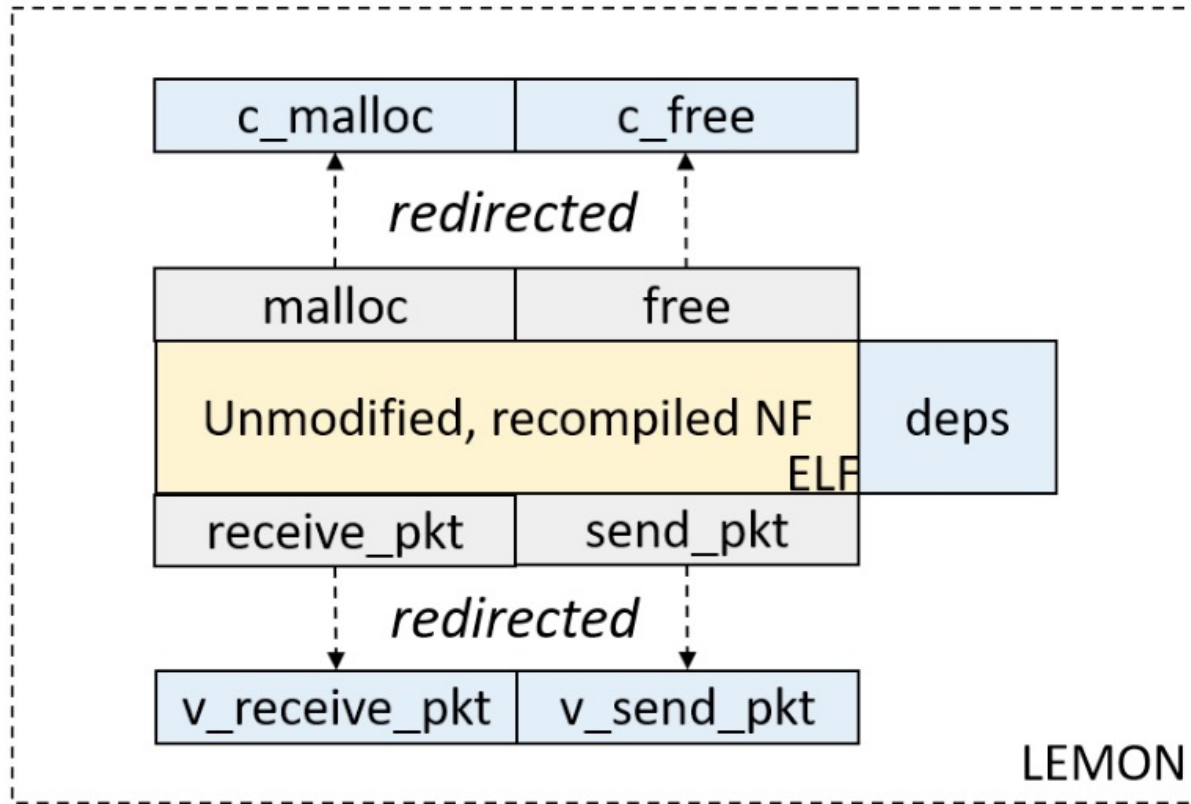 c_malloc c_free
redirected
malloc free
Unmodified, recompiled NF deps
ELF
receive_pkt send_pkt
redirected
v_receive_pkt v_send_pkt
LEMON